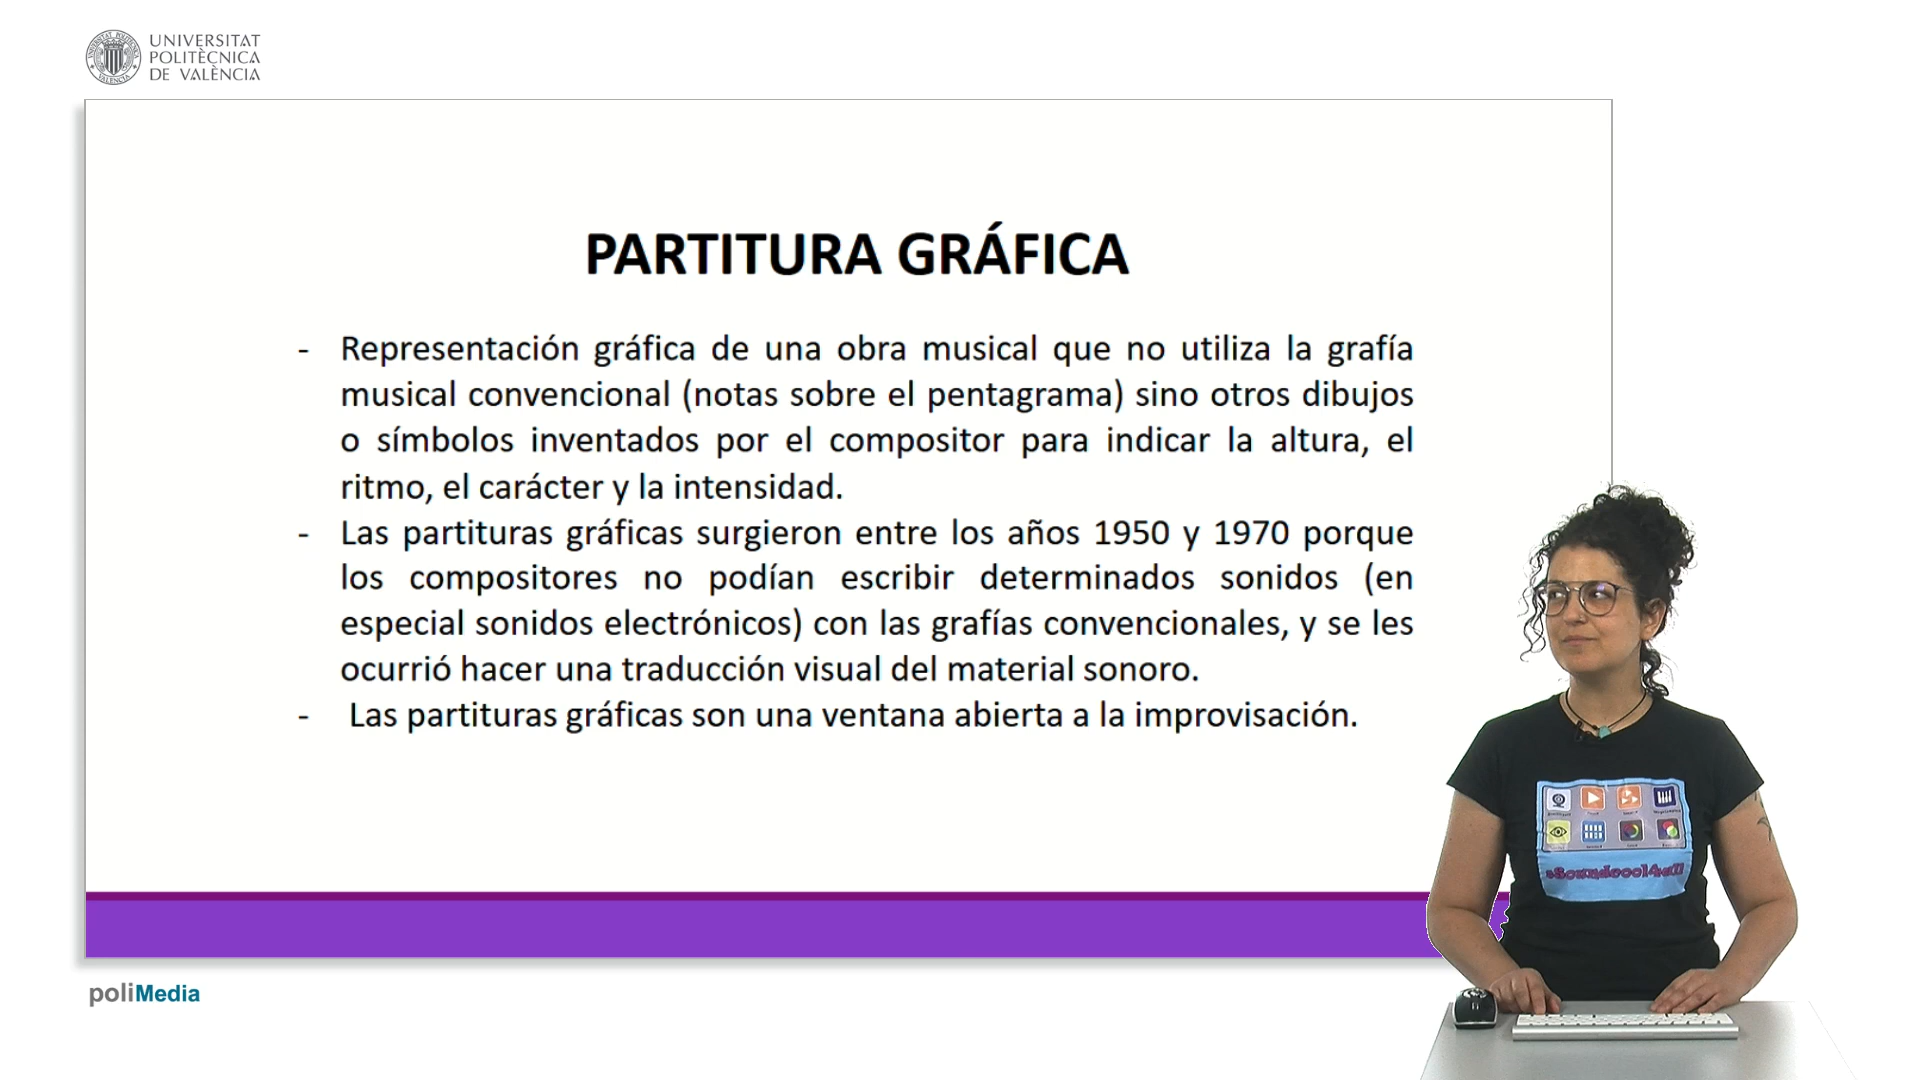 UNIVERSITAT
POLITÈCNICA
DE VALÈNCIA
PARTITURA GRÁFICA
- Representación gráfica de una obra musical que no utiliza la grafía
musical convencional (notas sobre el pentagrama) sino otros dibujos
o símbolos inventados por el compositor para indicar la altura, el
ritmo, el carácter y la intensidad.
- Las partituras gráficas surgieron entre los años 1950 y 1970 porque
los compositores no podían escribir determinados sonidos (en
especial sonidos electrónicos) con las grafías convencionales, y se les
ocurrió hacer una traducción visual del material sonoro.
- Las partituras gráficas son una ventana abierta a la improvisación.
poliMedia